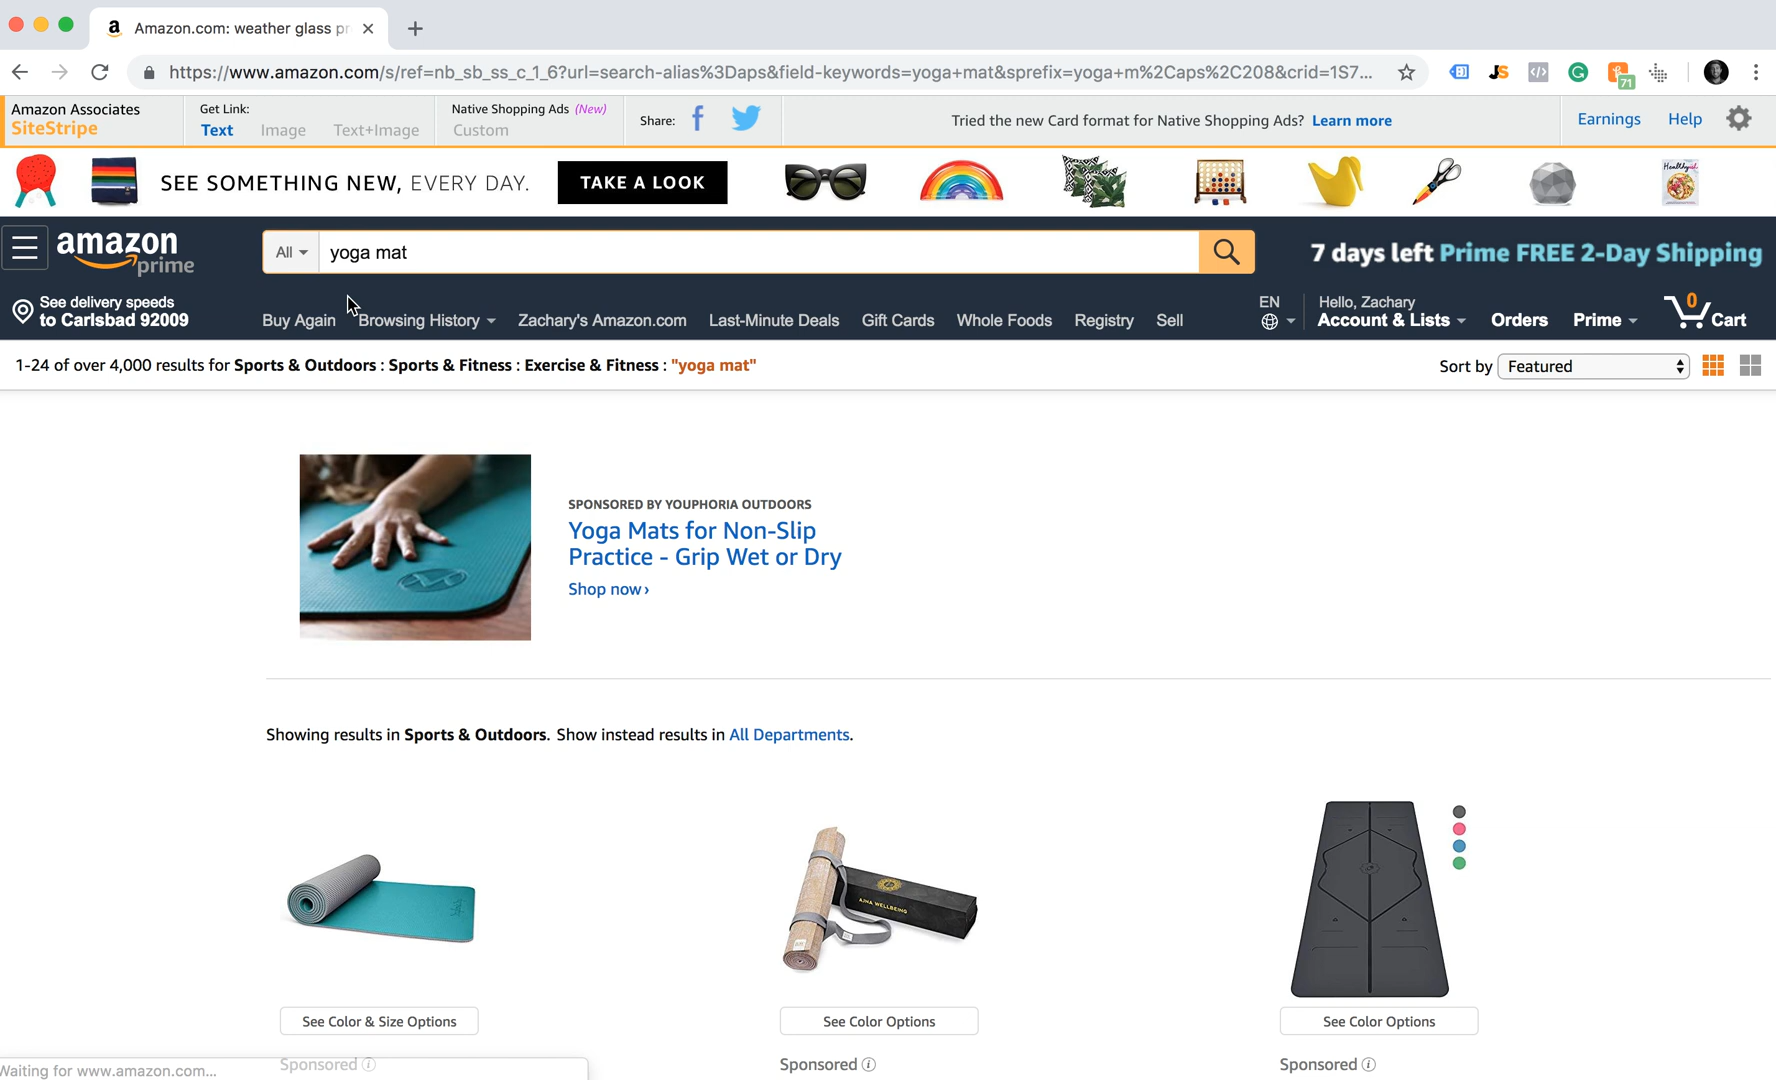 Amazon.com: weather glass pr
https://www.amazon.com/s/ref=nb_sb_ss_c_1_6?url=search-alias%3Daps&field-keywords=yoga+mat&sprefix=yoga+m%2Caps%2C208&crid=1S7...
JS
71
Amazon Associates
SiteStripe
Get Link:
Text Image Text+Image
Native Shopping Ads (New)
Custom
Share:
Tried the new Card format for Native Shopping Ads? Learn more
Earnings Help
SEE SOMETHING NEW, EVERY DAY. TAKE A LOOK
Healthyish
amazon
prime
All
yoga mat
7 days left Prime FREE 2-Day Shipping
See delivery speeds
to Carlsbad 92009
Buy Again Browsing History Zachary's Amazon.com Last-Minute Deals Gift Cards Whole Foods Registry Sell
EN
Hello, Zachary
Account & Lists
Orders
Prime
0
Cart
1-24 of over 4,000 results for Sports & Outdoors : Sports & Fitness : Exercise & Fitness : "yoga mat"
Sort by Featured
SPONSORED BY YOUPHORIA OUTDOORS
Yoga Mats for Non-Slip
Practice - Grip Wet or Dry
Shop now›
Showing results in Sports & Outdoors. Show instead results in All Departments.
AJNA WELLBEING
See Color & Size Options
See Color Options
See Color Options
Sponsored
Sponsored
Sponsored
Waiting for www.amazon.com...